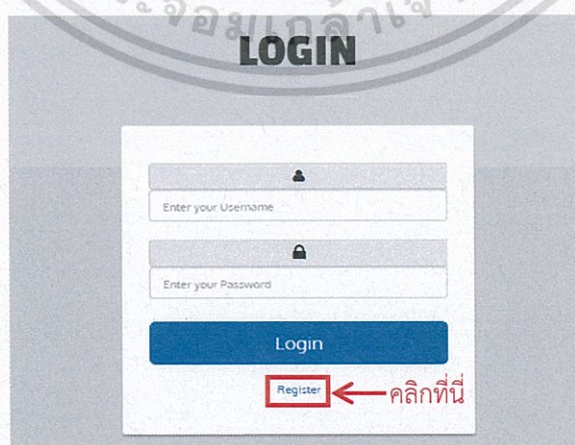 LOGIN
Enter your Username
Enter your Password
Login
Register คลิกที่นี่